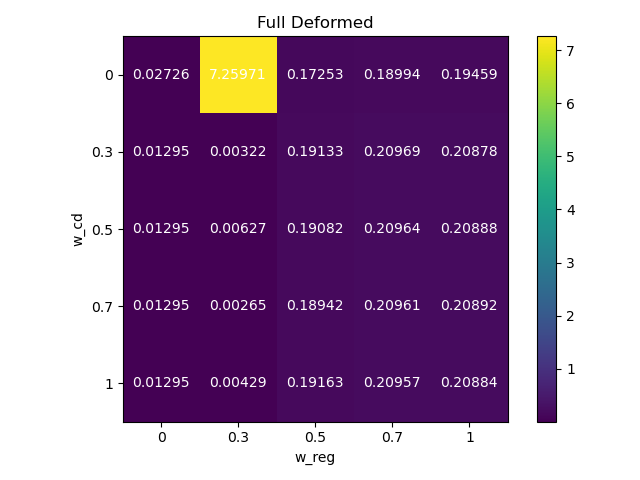 Full Deformed
0 0.02726 7.25971 0.17253 0.18994 0.19459
0.3 0.01295 0.00322 0.19133 0.20969 0.20878
0.5 0.01295 0.00627 0.19082 0.20964 0.20888
0.7 0.01295 0.00265 0.18942 0.20961 0.20892
1 0.01295 0.00429 0.19163 0.20957 0.20884
w_cd
0 0.3 0.5 0.7 1
w_reg
7
6
5
4
3
2
1